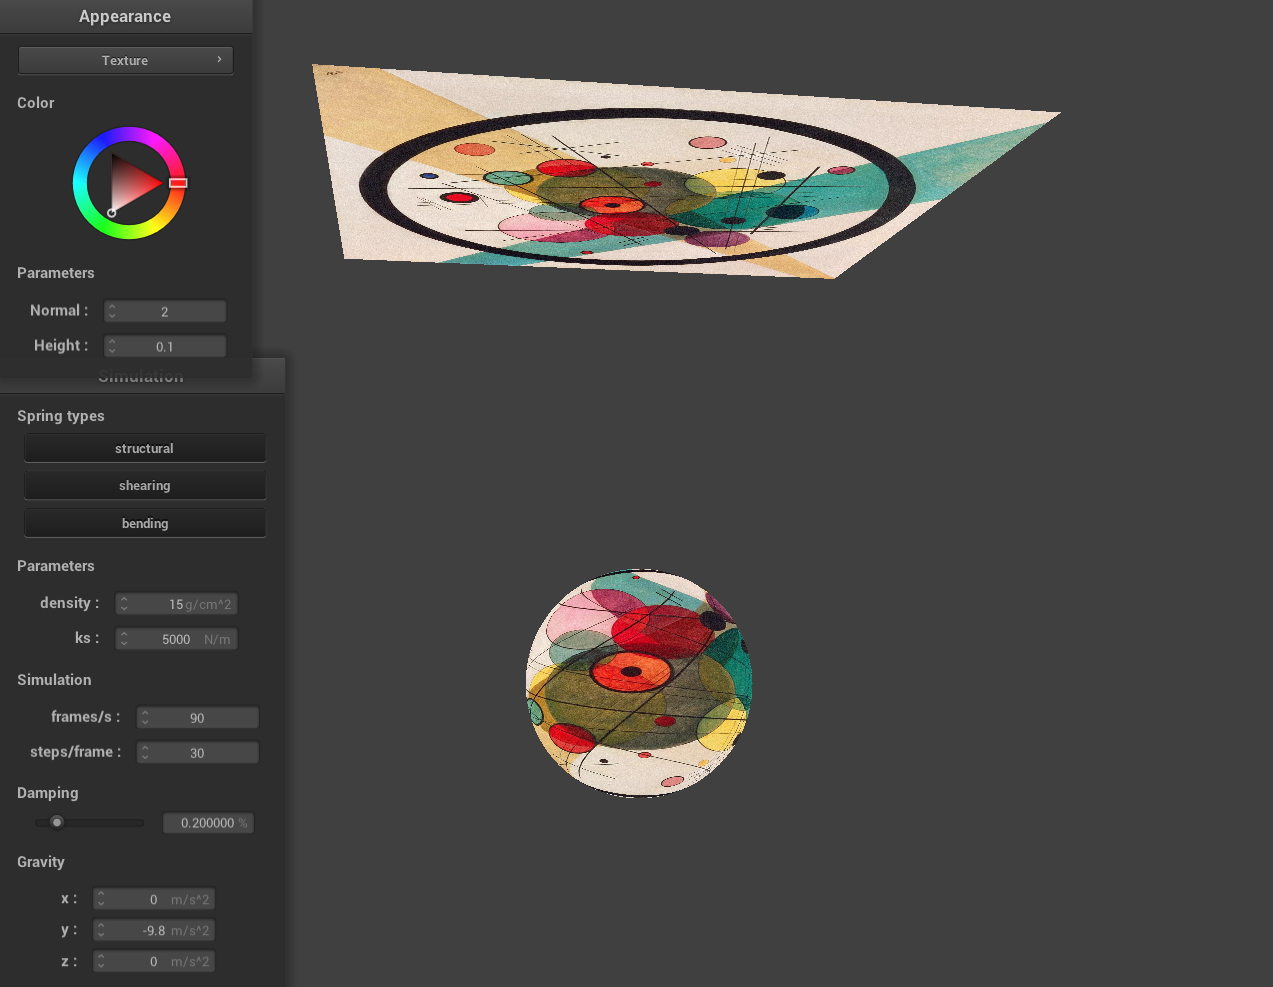 Appearance
Texture
Color
Parameters
Normal : 2
Height : 0.1
Simulation
Spring types
structural
shearing
bending
Parameters
density : 15 g/cm^2
ks : 5000 N/m
Simulation
frames/s : 90
steps/frame : 30
Damping
0.200000 %
Gravity
x : 0 m/s^2
y : -9.8 m/s^2
z : 0 m/s^2